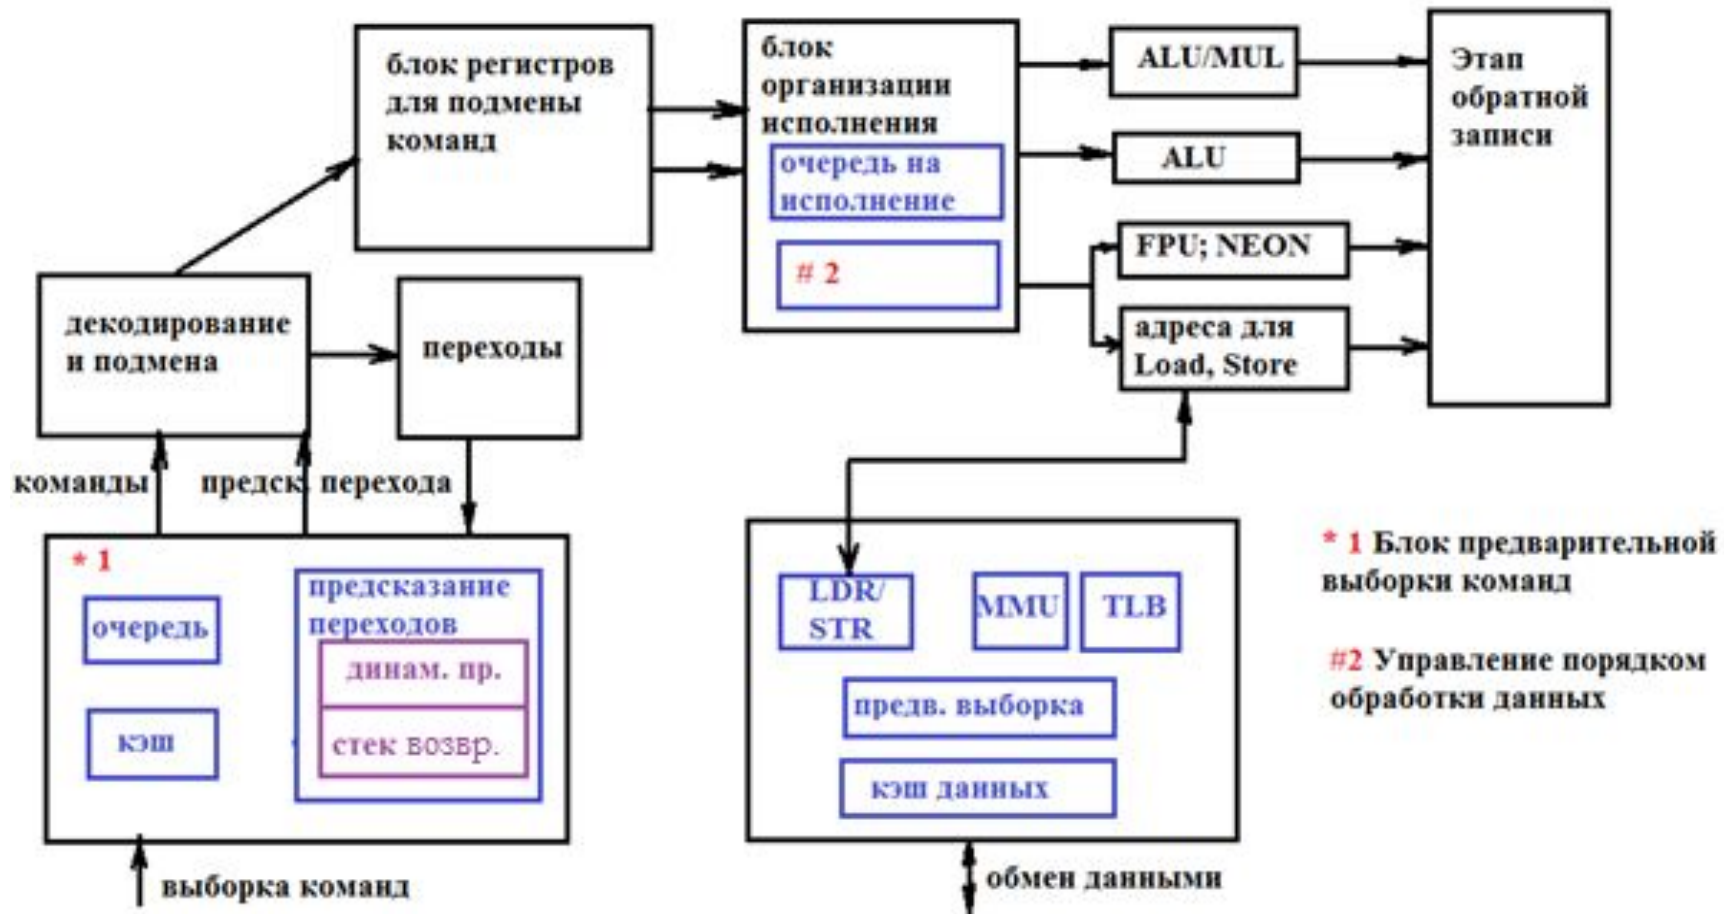 блок регистров
для подмены
команд
блок
организации
исполнения
очередь на
исполнение
# 2
ALU/MUL
ALU
FPU; NEON
адреса для
Load, Store
Этап
обратной
записи
декодирование
и подмена
переходы
команды
предск. перехода
* 1
очередь
кэш
предсказание
переходов
динам. пр.
стек возвр.
выборка команд
LDR/
STR
MMU
TLB
предв. выборка
кэш данных
обмен данными
* 1 Блок предварительной
выборки команд
#2 Управление порядком
обработки данных